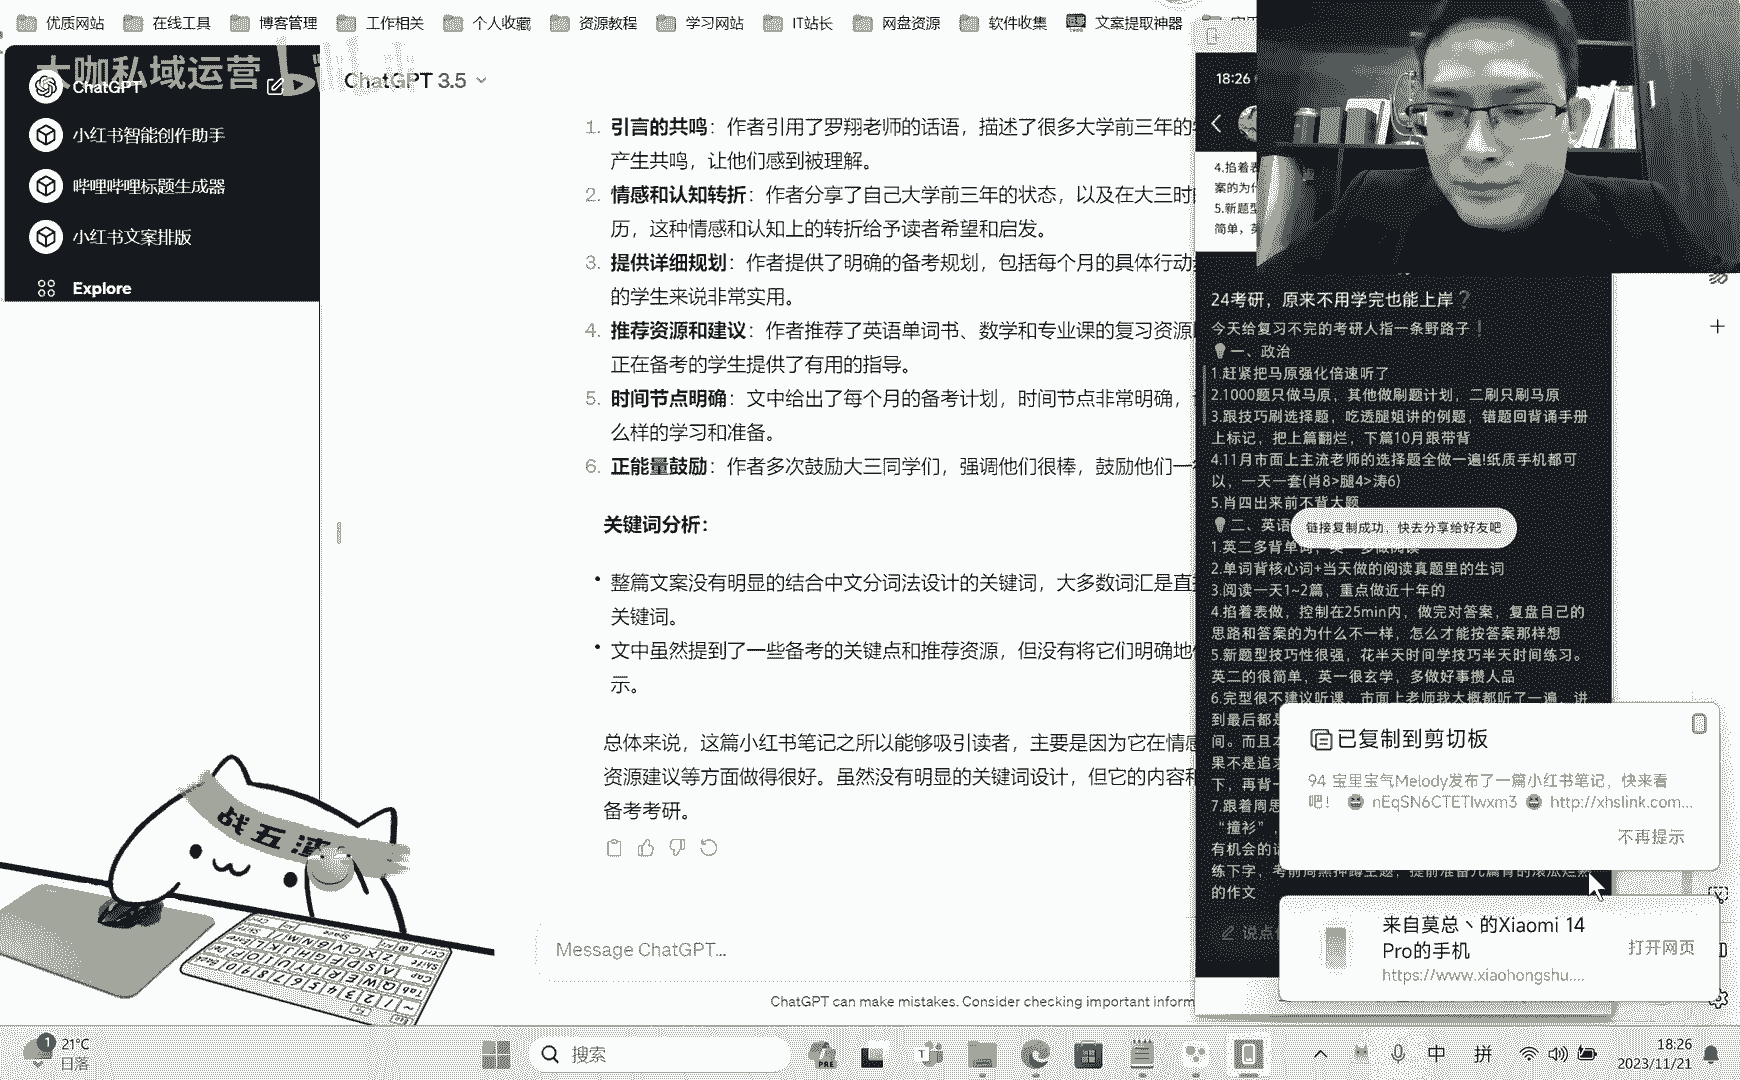 优质网站
在线工具
博客管理
工作相关
个人收藏
资源教程
学习网站
IT站长
网盘资源
软件收集
文案提取神器
大咖私域运营
ChatGPT
小红书智能创作助手
哔哩哔哩标题生成器
小红书文案排版
Explore
ChatGPT 3.5
1. 引言的共鸣：作者引用了罗翔老师的话语，描述了很多大学前三年的
产生共鸣，让他们感到被理解。
2. 情感和认知转折：作者分享了自己大学前三年的状态，以及在大三时
历，这种情感和认知上的转折给予读者希望和启发。
3. 提供详细规划：作者提供了明确的备考规划，包括每个月的具体行动
的学生来说非常实用。
4. 推荐资源和建议：作者推荐了英语单词书、数学和专业课的复习资源
正在备考的学生提供了有用的指导。
5. 时间节点明确：文中给出了每个月的备考计划，时间节点非常明确，
么样的学习和准备。
6. 正能量鼓励：作者多次鼓励大三同学们，强调他们很棒，鼓励他们一
关键词分析：
• 整篇文案没有明显的结合中文分词法设计的关键词，大多数词汇是直
关键词。
• 文中虽然提到了一些备考的关键点和推荐资源，但没有将它们明确地
示。
总体来说，这篇小红书笔记之所以能够吸引读者，主要是因为它在情感
资源建议等方面做得很好。虽然没有明显的关键词设计，但它的内容
备考考研。
Message ChatGPT...
ChatGPT can make mistakes. Consider checking important inform
18:26
4.掐着表
案的为什
5.新题型
简单，英
24考研，原来不用学完也能上岸？
今天给复习不完的考研人指一条野路子！
一、政治
1.赶紧把马原强化倍速听了
2.1000题只做马原，其他做刷题计划，二刷只刷马原
3.跟技巧刷选择题，吃透腿姐讲的例题，错题回背诵手册
上标记，把上篇翻烂，下篇10月跟带背
4.11月市面上主流老师的选择题全做一遍!纸质手机都可
以，一天一套(肖8>腿4>涛6)
5.肖四出来前不背大题
二、英语
链接复制成功，快去分享给好友吧
1.英二多背单词，英一多做阅读
2.单词背核心词+当天做的阅读真题里的生词
3.阅读一天1~2篇，重点做近十年的
4.掐着表做，控制在25min内，做完对答案，复盘自己的
思路和答案的为什么不一样，怎么才能按答案那样想
5.新题型技巧性很强，花半天时间学技巧半天时间练习。
英二的很简单，英一很玄学，多做好事攒人品
6.完型很不建议听课，市面上老师我大概都听了一遍，讲
到最后都是
间。而且
果不是追求
下，再背一
7.跟着周思
“撞衫”，
有机会的
练下字，考前周黑押蹲主题，提前准备几篇背的滚瓜烂熟
的作文
说点
已复制到剪切板
94 宝里宝气Melody发布了一篇小红书笔记，快来看
吧！ 😆 nEqSN6CTETlwxm3 😆 http://xhslink.com...
不再提示
来自莫总丶的Xiaomi 14
Pro的手机
打开网页
https://www.xiaohongshu....
战五渣
1
21°C
日落
搜索
PRE
中
拼
18:26
2023/11/21